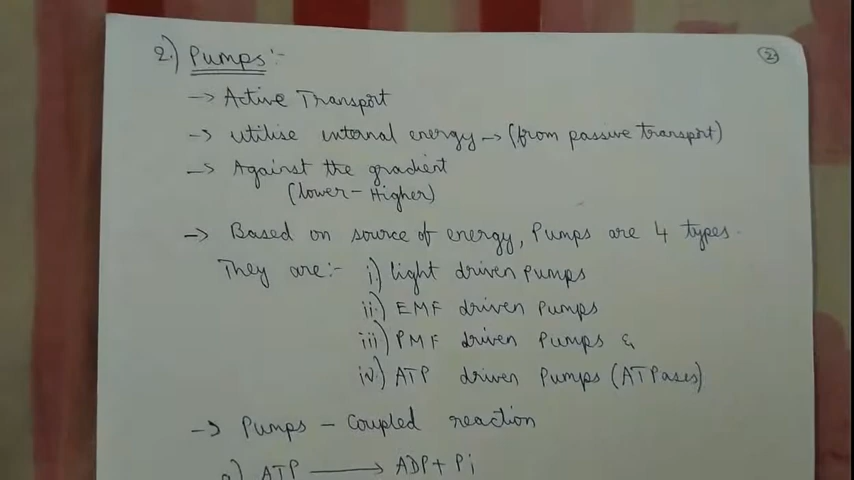 2.) Pumps:-
②
→ Active Transport
→ utilise internal energy → (from passive transport)
→ Against the gradient
(lower - Higher)
→ Based on source of energy, Pumps are 4 types.
They are:- i.) light driven pumps
ii.) EMF driven Pumps
iii.) PMF driven Pumps &
iv.) ATP driven Pumps (ATPases)
→ Pumps - Coupled reaction
a) ATP → ADP + Pi